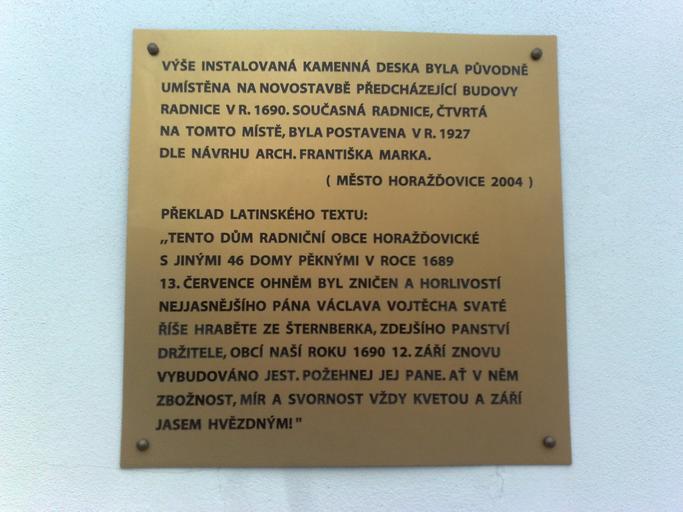 VÝŠE INSTALOVANÁ KAMENNÁ DESKA BYLA PŮVODNĚ
UMÍSTĚNA NA NOVOSTAVBĚ PŘEDCHÁZEJÍCÍ BUDOVY
RADNICE V R. 1690. SOUČASNÁ RADNICE, ČTVRTÁ
NA TOMTO MÍSTĚ, BYLA POSTAVENA V R. 1927
DLE NÁVRHU ARCH. FRANTIŠKA MARKA.
( MĚSTO HORAŽĎOVICE 2004 )
PŘEKLAD LATINSKÉHO TEXTU:
,,TENTO DŮM RADNIČNÍ OBCE HORAŽĎOVICKÉ
S JINÝMI 46 DOMY PĚKNÝMI V ROCE 1689
13. ČERVENCE OHNĚM BYL ZNIČEN A HORLIVOSTÍ
NEJJASNĚJŠÍHO PÁNA VÁCLAVA VOJTĚCHA SVATÉ
ŘÍŠE HRABĚTE ZE ŠTERNBERKA, ZDEJŠÍHO PANSTVÍ
DRŽITELE, OBCÍ NAŠÍ ROKU 1690 12. ZÁŘÍ ZNOVU
VYBUDOVÁNO JEST. POŽEHNEJ JEJ PANE. AŤ V NĚM
ZBOŽNOST, MÍR A SVORNOST VŽDY KVETOU A ZÁŘÍ
JASEM HVĚZDNÝM!"